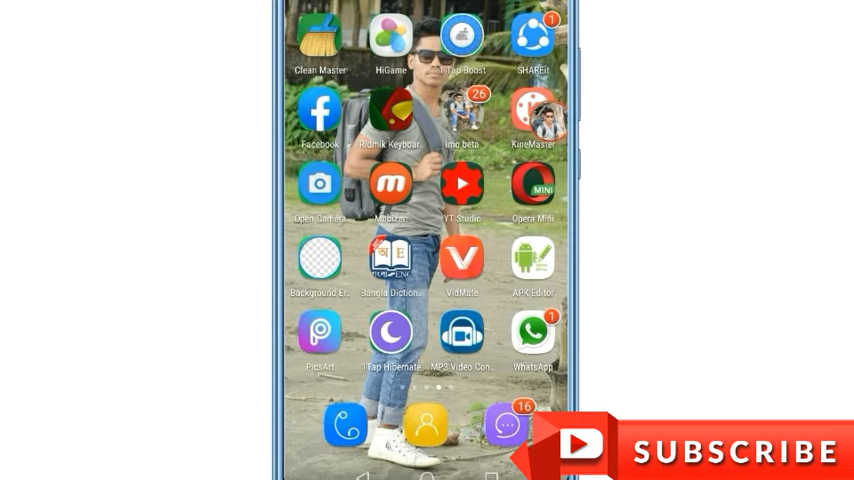 1
Clean Master HiGame 1 Tap Boost SHAREit
26
Facebook Ridmik Keyboar.. imo beta KineMaster
MINI
Open Camera Mobizen YT Studio Opera Mini
অ E
Background Er.. Bangla Diction.. VidMate APK Editor
1
PicsArt 1Tap Hibernate MP3 Video Con.. WhatsApp
16
SUBSCRIBE